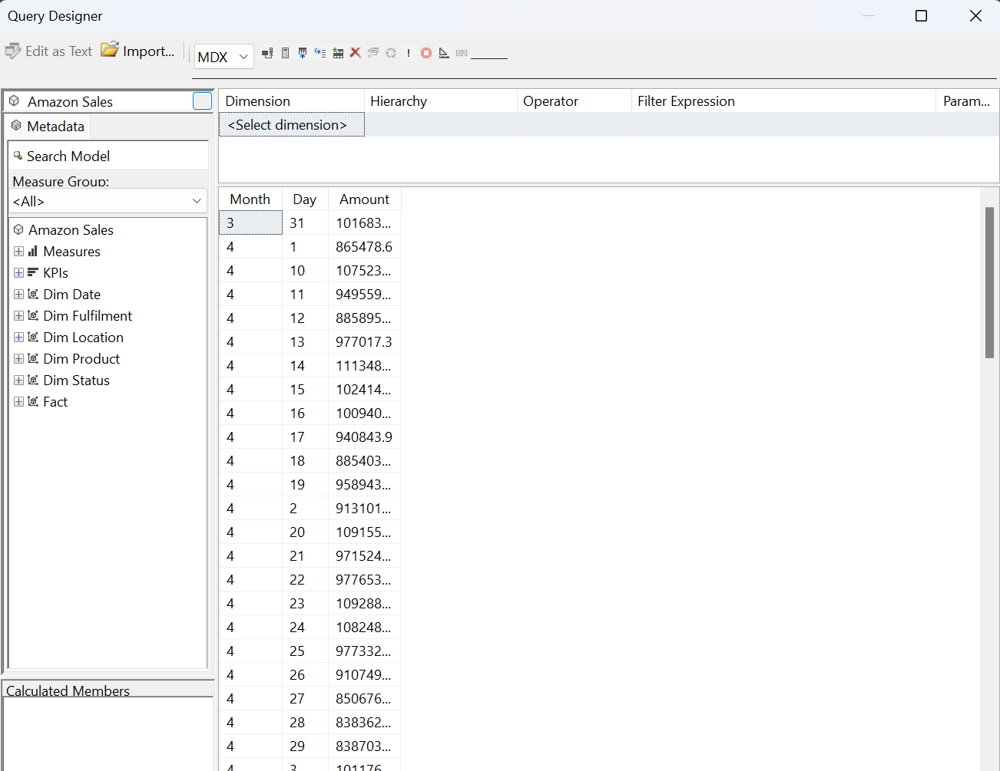 Query Designer
Edit as Text Import... MDX
Amazon Sales
Metadata
Search Model
Measure Group:
<All>
Amazon Sales
Measures
KPIs
Dim Date
Dim Fulfilment
Dim Location
Dim Product
Dim Status
Fact
Calculated Members
Dimension Hierarchy Operator Filter Expression Param...
<Select dimension>
Month Day Amount
3 31 101683...
4 1 865478.6
4 10 107523...
4 11 949559...
4 12 885895...
4 13 977017.3
4 14 111348...
4 15 102414...
4 16 100940...
4 17 940843.9
4 18 885403...
4 19 958943...
4 2 913101...
4 20 109155...
4 21 971524...
4 22 977653...
4 23 109288...
4 24 108248...
4 25 977332...
4 26 910749...
4 27 850676...
4 28 838362...
4 29 838703...
4 3 101176...